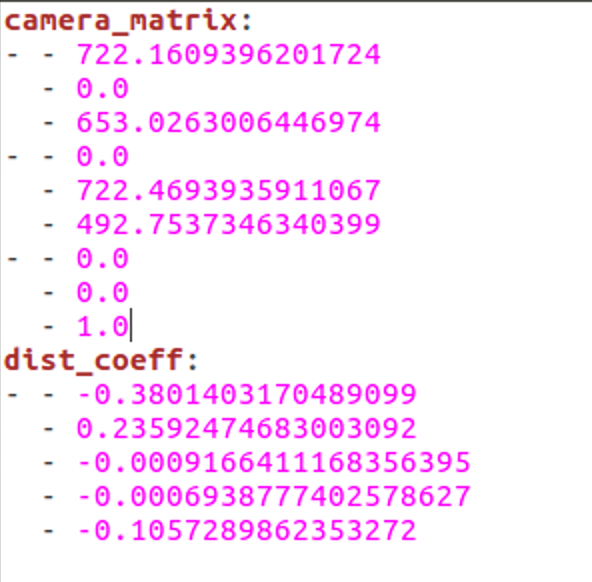 camera_matrix:
- - 722.1609396201724
  - 0.0
  - 653.0263006446974
- - 0.0
  - 722.4693935911067
  - 492.7537346340399
- - 0.0
  - 0.0
  - 1.0
dist_coeff:
- - -0.3801403170489099
  - 0.23592474683003092
  - -0.0009166411168356395
  - -0.0006938777402578627
  - -0.1057289862353272